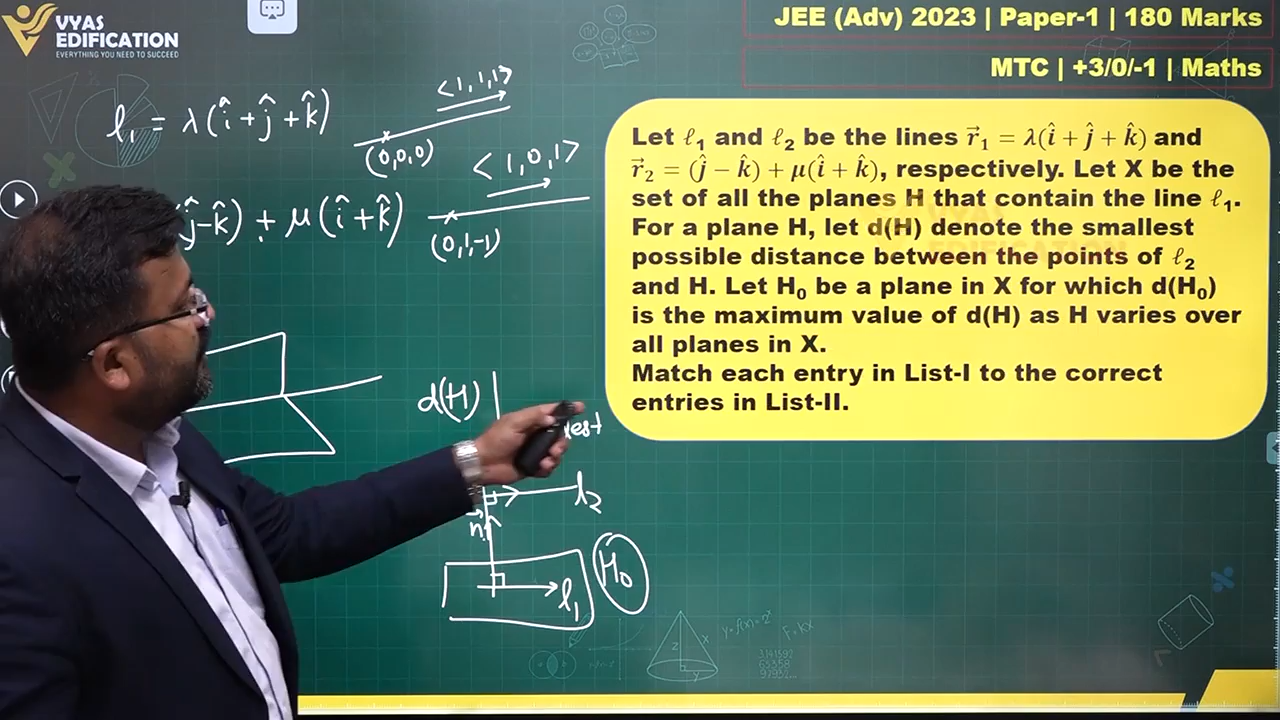 VYAS
EDIFICATION
EVERYTHING YOU NEED TO SUCCEED
JEE (Adv) 2023 | Paper-1 | 180 Marks
MTC | +3/0/-1 | Maths
ℓ₁ = λ(î+ĵ+k̂)
<1,1,1>
(0,0,0)
ĵ-k̂) + μ(î+k̂)
<1,0,1>
(0,1,-1)
Let ℓ₁ and ℓ₂ be the lines r⃗₁ = λ(î + ĵ + k̂) and
r⃗₂ = (ĵ − k̂) + μ(î + k̂), respectively. Let X be the
set of all the planes H that contain the line ℓ₁.
For a plane H, let d(H) denote the smallest
possible distance between the points of ℓ₂
and H. Let H₀ be a plane in X for which d(H₀)
is the maximum value of d(H) as H varies over
all planes in X.
Match each entry in List-I to the correct
entries in List-II.
d(H)
ℓ₂
n⃗
ℓ₁
H₀